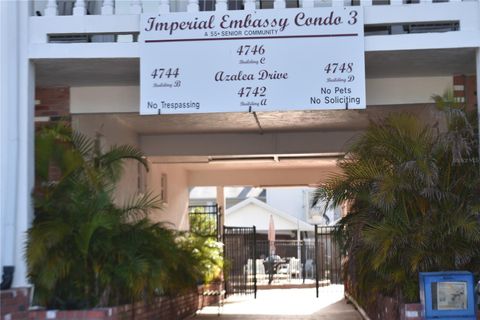 Imperial Embassy Condo 3
A 55+ SENIOR COMMUNITY
4746
Building C
4744
Building B
Azalea Drive
4748
Building D
4742
Building A
No Trespassing
No Pets
No Soliciting